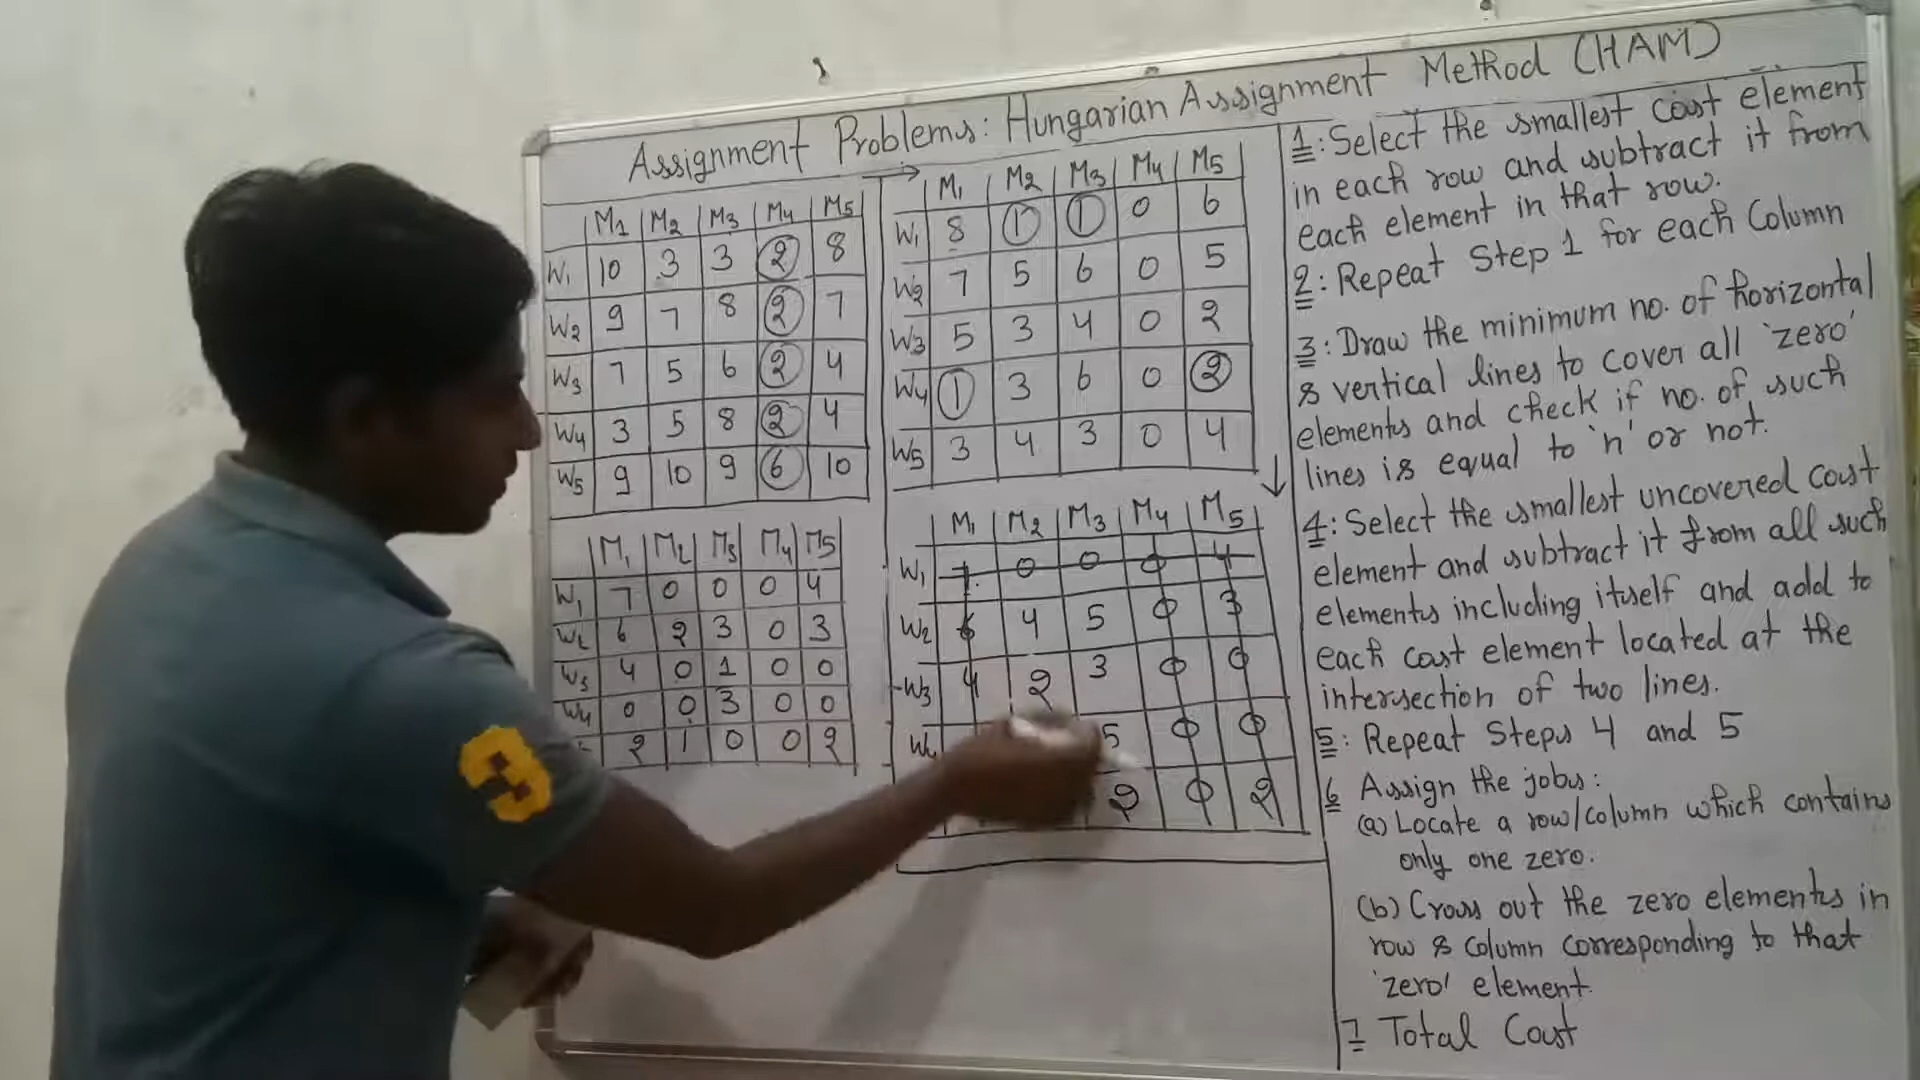 Assignment Problems: Hungarian Assignment Method (HAM)
M1 M2 M3 M4 M5
W1 10 3 3 2 8
W2 9 7 8 2 7
W3 7 5 6 2 4
W4 3 5 8 2 4
W5 9 10 9 6 10
M1 M2 M3 M4 M5
W1 7 0 0 0 4
W2 6 2 3 0 3
W3 4 0 1 0 0
W4 0 0 3 0 0
2 1 0 0 2
M1 M2 M3 M4 M5
W1 8 1 1 0 6
W2 7 5 6 0 5
W3 5 3 4 0 2
W4 1 3 6 0 2
W5 3 4 3 0 4
M1 M2 M3 M4 M5
W1 7 0 0 0 4
W2 6 4 5 0 3
W3 4 2 3 0 0
5 0 0
2 0 2
1: Select the smallest cost element
in each row and subtract it from
each element in that row.
2: Repeat Step 1 for each Column
3: Draw the minimum no. of horizontal
& vertical lines to cover all 'zero'
elements and check if no. of such
lines is equal to 'n' or not.
4: Select the smallest uncovered cost
element and subtract it from all such
elements including itself and add to
each cost element located at the
intersection of two lines.
5: Repeat Steps 4 and 5
6 Assign the jobs:
(a) Locate a row/column which contains
only one zero.
(b) Cross out the zero elements in
row & column corresponding to that
'zero' element.
7 Total Cost
3